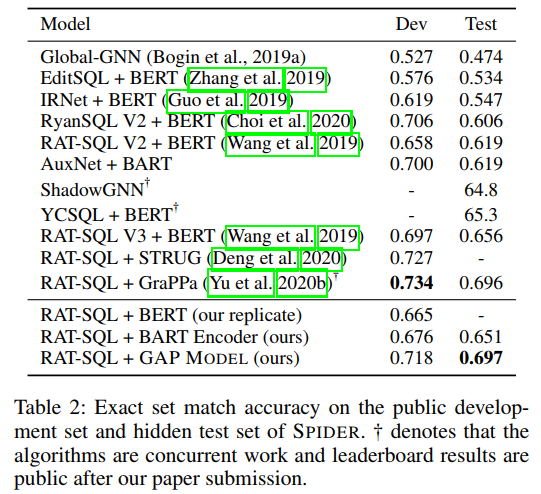 Model Dev Test
Global-GNN (Bogin et al., 2019a) 0.527 0.474
EditSQL + BERT (Zhang et al. 2019) 0.576 0.534
IRNet + BERT (Guo et al. 2019) 0.619 0.547
RyanSQL V2 + BERT (Choi et al. 2020) 0.706 0.606
RAT-SQL V2 + BERT (Wang et al. 2019) 0.658 0.619
AuxNet + BART 0.700 0.619
ShadowGNN† - 64.8
YCSQL + BERT† - 65.3
RAT-SQL V3 + BERT (Wang et al. 2019) 0.697 0.656
RAT-SQL + STRUG (Deng et al. 2020) 0.727 -
RAT-SQL + GraPPa (Yu et al. 2020b)† 0.734 0.696
RAT-SQL + BERT (our replicate) 0.665 -
RAT-SQL + BART Encoder (ours) 0.676 0.651
RAT-SQL + GAP MODEL (ours) 0.718 0.697
Table 2: Exact set match accuracy on the public develop-
ment set and hidden test set of SPIDER. † denotes that the
algorithms are concurrent work and leaderboard results are
public after our paper submission.